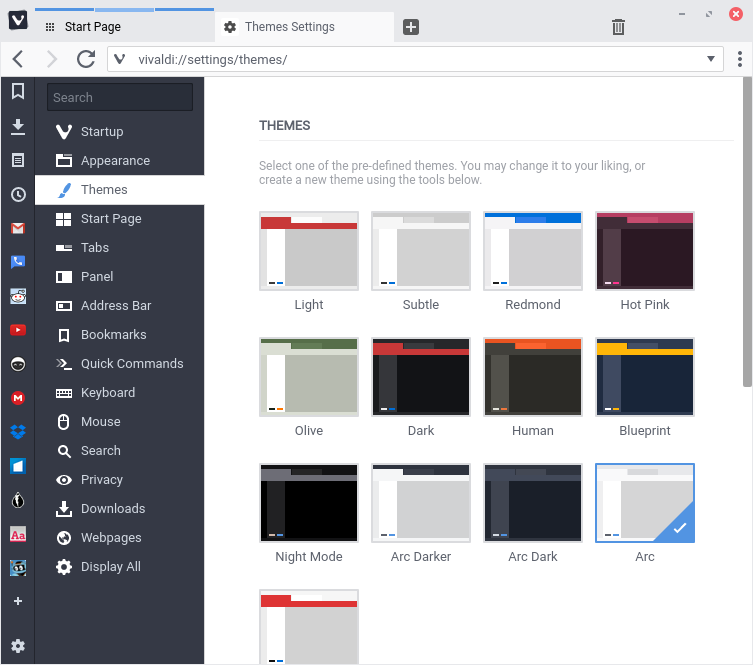 Start Page
Themes Settings
vivaldi://settings/themes/
Search
Startup
Appearance
Themes
Start Page
Tabs
Panel
Address Bar
Bookmarks
Quick Commands
Keyboard
Mouse
Search
Privacy
Downloads
Webpages
Display All
Aa
THEMES
Select one of the pre-defined themes. You may change it to your liking, or
create a new theme using the tools below.
Light
Subtle
Redmond
Hot Pink
Olive
Dark
Human
Blueprint
Night Mode
Arc Darker
Arc Dark
Arc